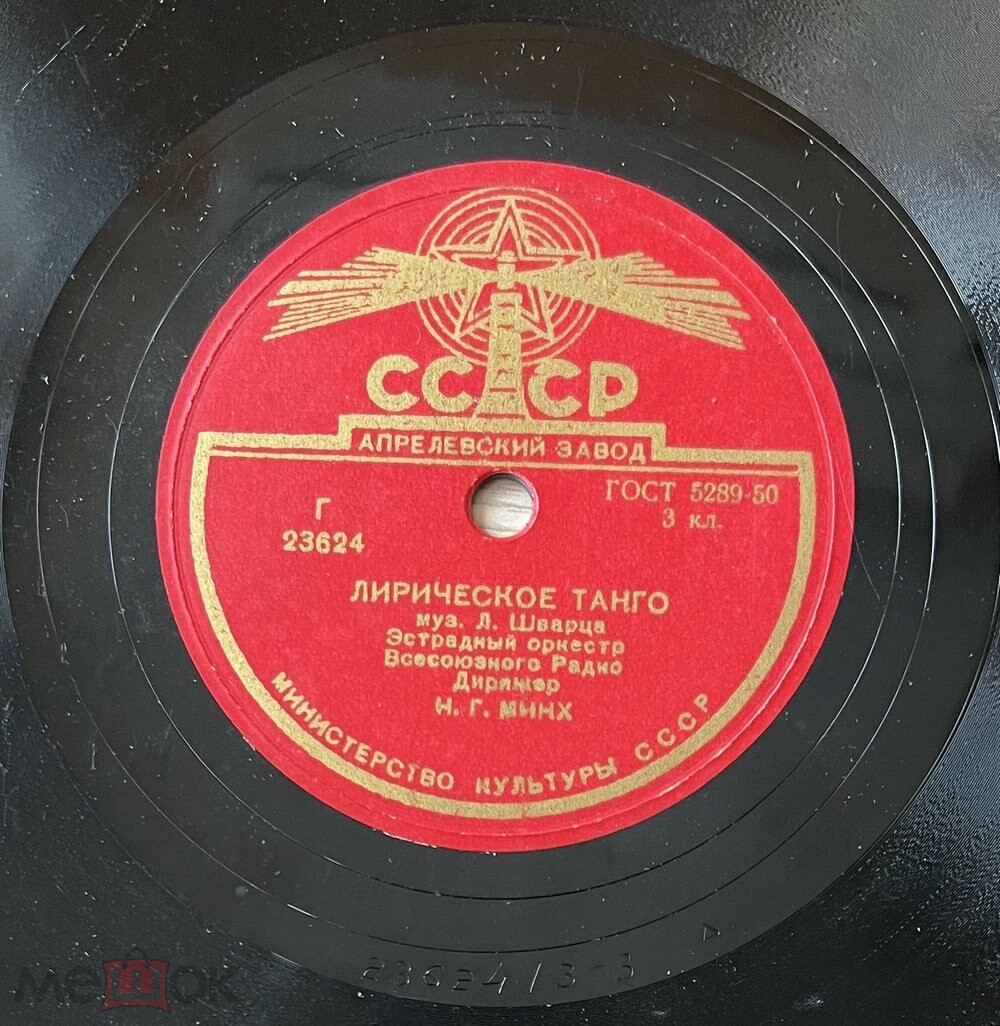 СССР
АПРЕЛЕВСКИЙ ЗАВОД
ГОСТ 5289-50
3 кл.
Г
23624
ЛИРИЧЕСКОЕ ТАНГО
муз. Л. Шварца
Эстрадный оркестр
Всесоюзного Радио
Дирижер
Н. Г. МИНХ
МИНИСТЕРСТВО КУЛЬТУРЫ СССР
23624/3-3
мешок